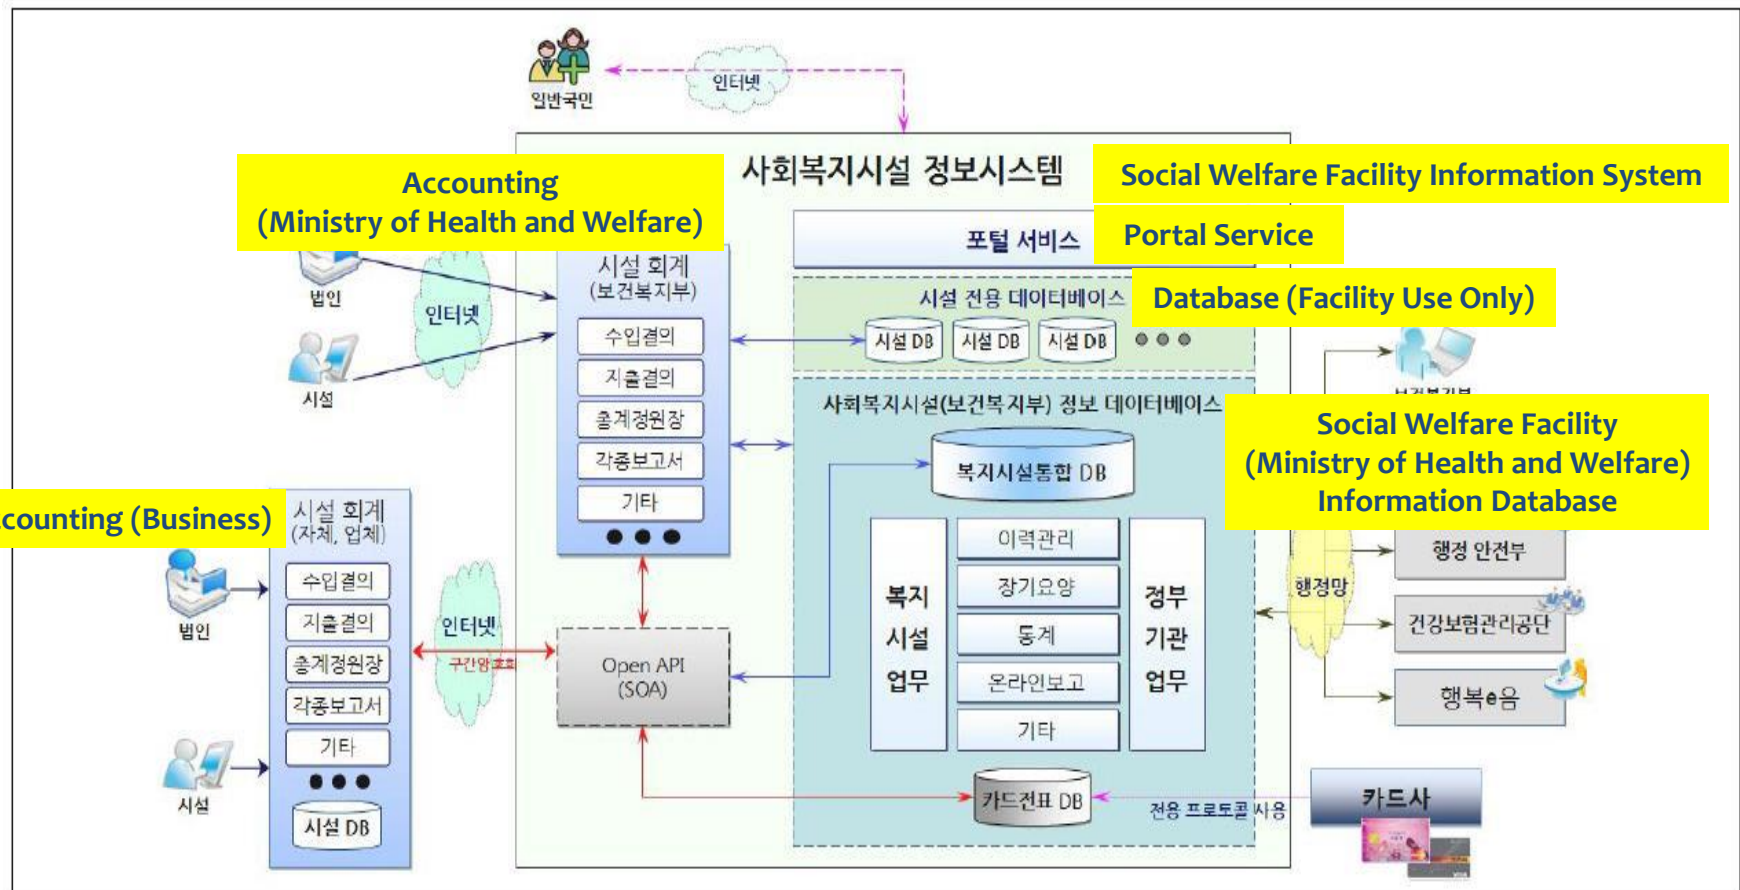 일반국민
인터넷
사회복지시설 정보시스템
Social Welfare Facility Information System
Accounting
(Ministry of Health and Welfare)
포털 서비스
Portal Service
법인
시설
인터넷
시설 회계
(보건복지부)
수입결의
지출결의
총계정원장
각종보고서
기타
시설 전용 데이터베이스
Database (Facility Use Only)
시설 DB
시설 DB
시설 DB
사회복지시설(보건복지부) 정보 데이터베이스
복지시설통합 DB
Social Welfare Facility
(Ministry of Health and Welfare)
Information Database
복지
시설
업무
이력관리
장기요양
통계
온라인보고
기타
정부
기관
업무
행정망
행정 안전부
건강보험관리공단
행복e음
ccounting (Business)
시설 회계
(자체, 업체)
법인
시설
수입결의
지출결의
총계정원장
각종보고서
기타
시설 DB
인터넷
구간암호화
Open API
(SOA)
카드전표 DB
전용 프로토콜 사용
카드사